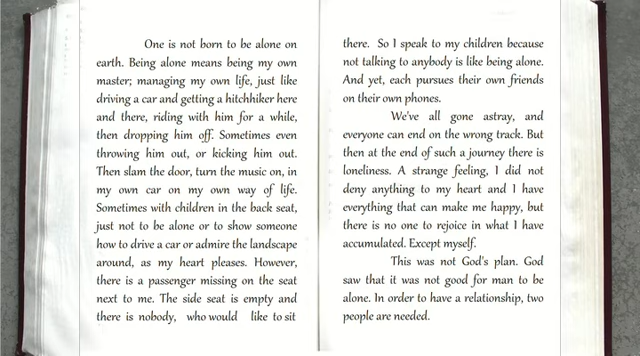 One is not born to be alone on
earth. Being alone means being my own
master; managing my own life, just like
driving a car and getting a hitchhiker here
and there, riding with him for a while,
then dropping him off. Sometimes even
throwing him out, or kicking him out.
Then slam the door, turn the music on, in
my own car on my own way of life.
Sometimes with children in the back seat,
just not to be alone or to show someone
how to drive a car or admire the landscape
around, as my heart pleases. However,
there is a passenger missing on the seat
next to me. The side seat is empty and
there is nobody, who would like to sit
there. So I speak to my children because
not talking to anybody is like being alone.
And yet, each pursues their own friends
on their own phones.
We've all gone astray, and
everyone can end on the wrong track. But
then at the end of such a journey there is
loneliness. A strange feeling, I did not
deny anything to my heart and I have
everything that can make me happy, but
there is no one to rejoice in what I have
accumulated. Except myself.
This was not God's plan. God
saw that it was not good for man to be
alone. In order to have a relationship, two
people are needed.